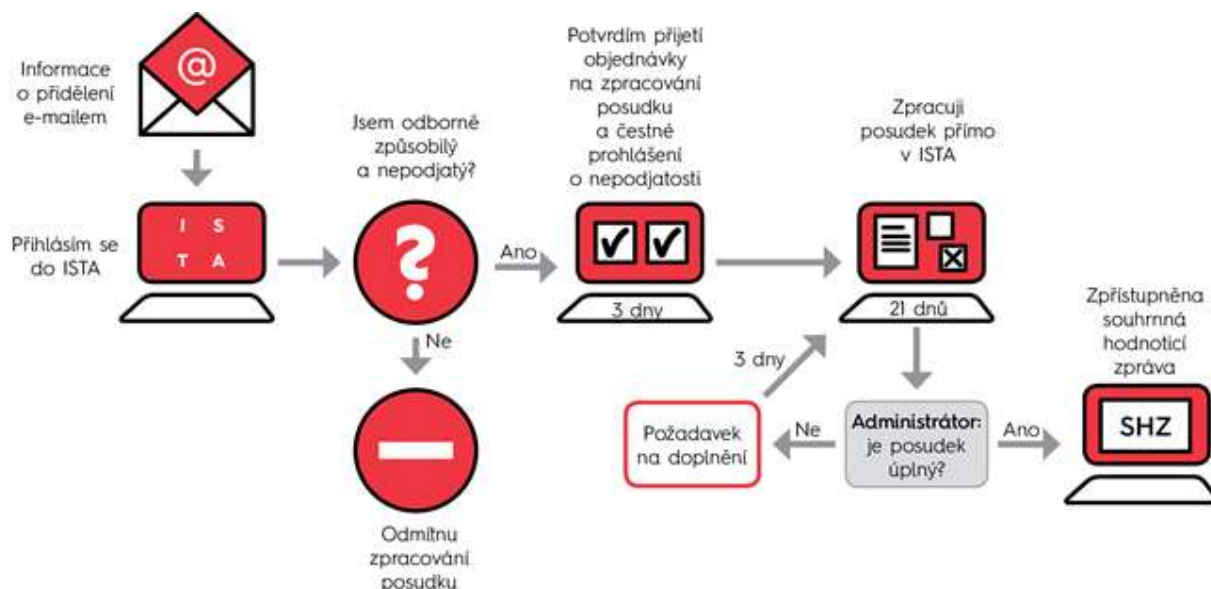 Informace
o přidělení
e-mailem
@
Přihlásím se
do ISTA
I S
T A
Jsem odborně
způsobilý
a nepodjatý?
?
Ano
Ne
Odmítnu
zpracování
posudku
Potvrdím přijetí
objednávky
na zpracování
posudku
a čestné
prohlášení
o nepodjatosti
3 dny
Zpracuji
posudek přímo
v ISTA
21 dnů
3 dny
Požadavek
na doplnění
Ne
Administrátor:
je posudek
úplný?
Ano
Zpřístupněna
souhrnná
hodnoticí
zpráva
SHZ